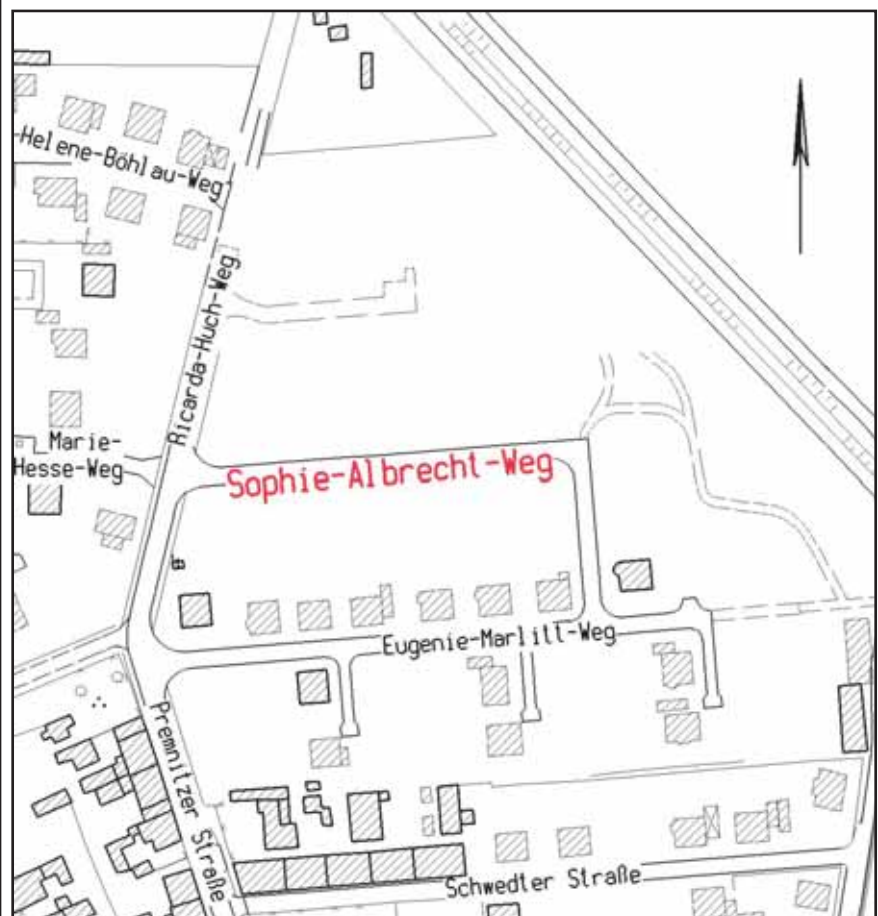 -Helene-Böhlau-Weg
Ricarda-Huch-Weg
Marie-
Hesse-Weg
Sophie-Albrecht-Weg
Eugenie-Marlitt-Weg
Premnitzer Straße
Schwedter Straße